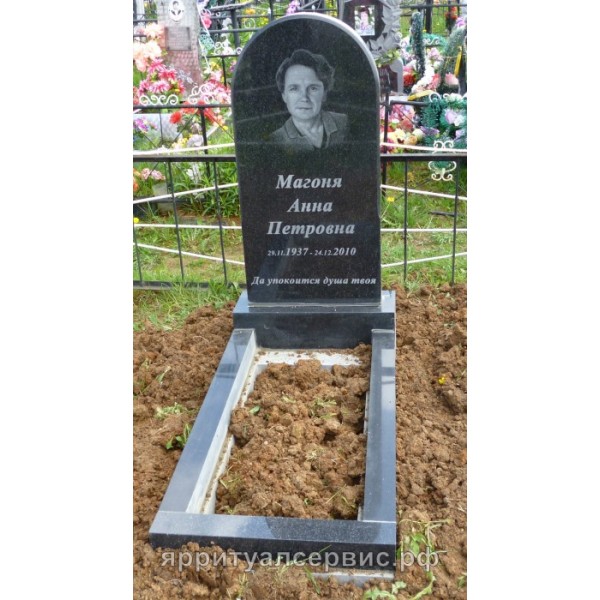 Магоня
Анна
Петровна
29.11.1937 - 24.12.2010
Да упокоится душа твоя
ярритуалсервис.рф